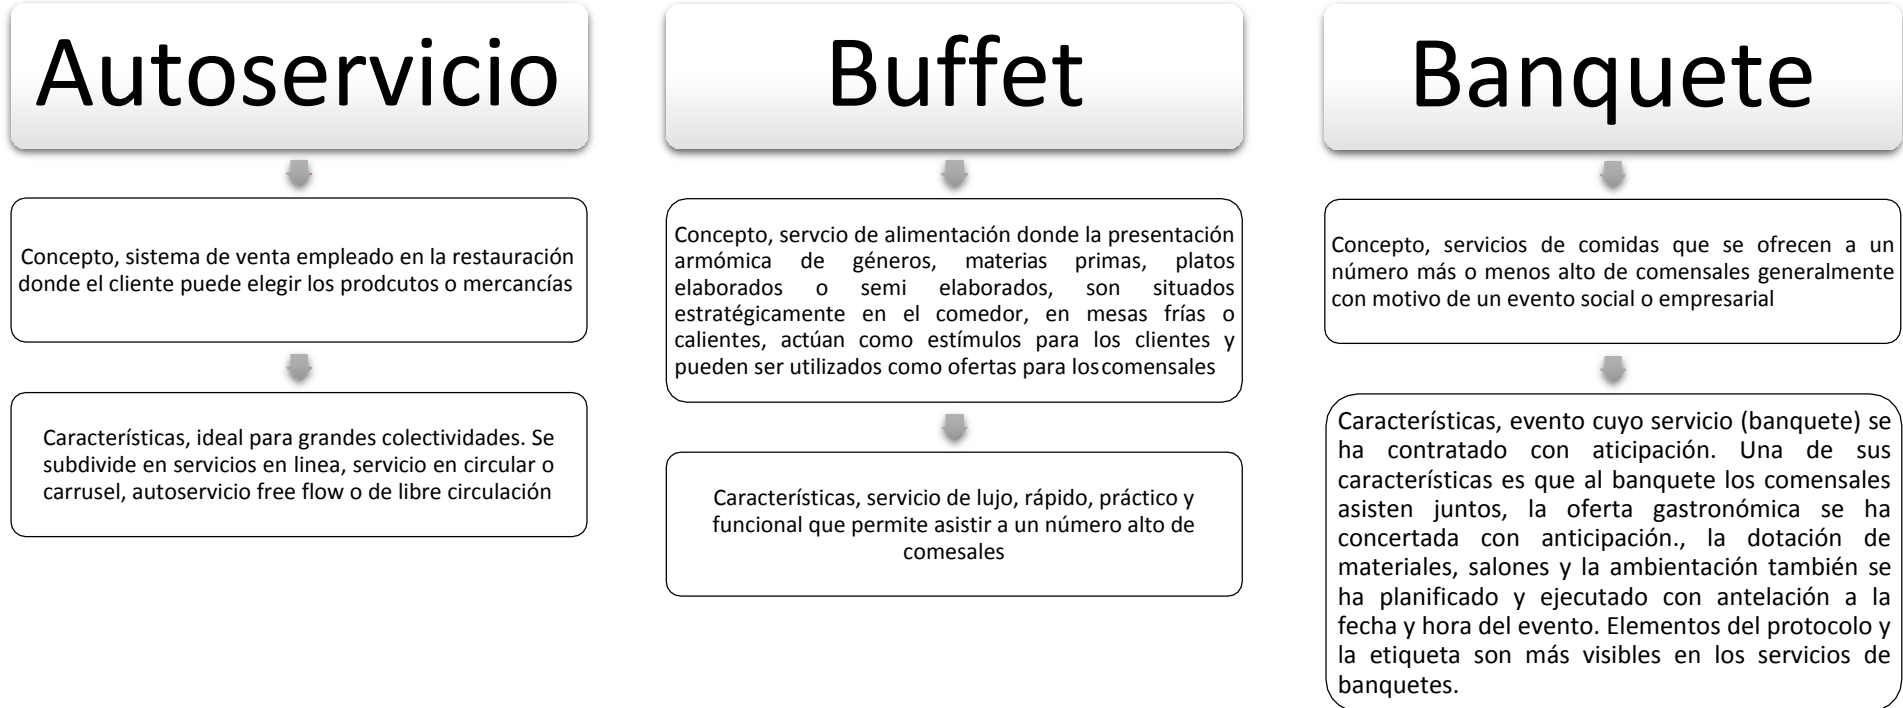 Autoservicio
Concepto, sistema de venta empleado en la restauración
donde el cliente puede elegir los prodcutos o mercancías
Características, ideal para grandes colectividades. Se
subdivide en servicios en linea, servicio en circular o
carrusel, autoservicio free flow o de libre circulación
Buffet
Concepto, servcio de alimentación donde la presentación
armómica de géneros, materias primas, platos
elaborados o semi elaborados, son situados
estratégicamente en el comedor, en mesas frías o
calientes, actúan como estímulos para los clientes y
pueden ser utilizados como ofertas para los comensales
Características, servicio de lujo, rápido, práctico y
funcional que permite asistir a un número alto de
comesales
Banquete
Concepto, servicios de comidas que se ofrecen a un
número más o menos alto de comensales generalmente
con motivo de un evento social o empresarial
Características, evento cuyo servicio (banquete) se
ha contratado con aticipación. Una de sus
características es que al banquete los comensales
asisten juntos, la oferta gastronómica se ha
concertada con anticipación., la dotación de
materiales, salones y la ambientación también se
ha planificado y ejecutado con antelación a la
fecha y hora del evento. Elementos del protocolo y
la etiqueta son más visibles en los servicios de
banquetes.